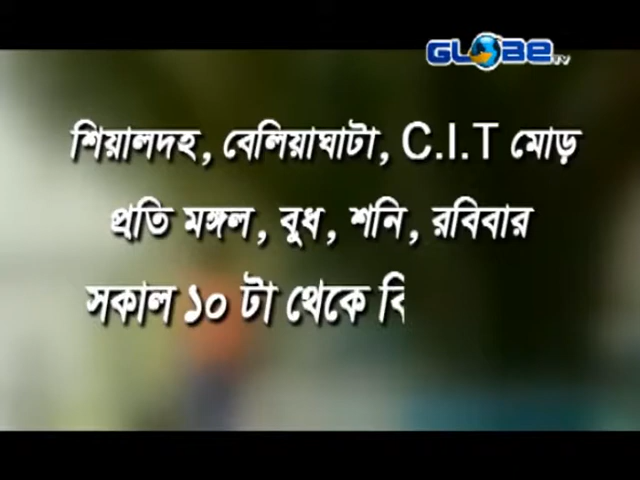 GLOBE TV
শিয়ালদহ, বেলিয়াঘাটা, C.I.T মোড়
প্রতি মঙ্গল, বুধ, শনি, রবিবার
সকাল ১০ টা থেকে বি